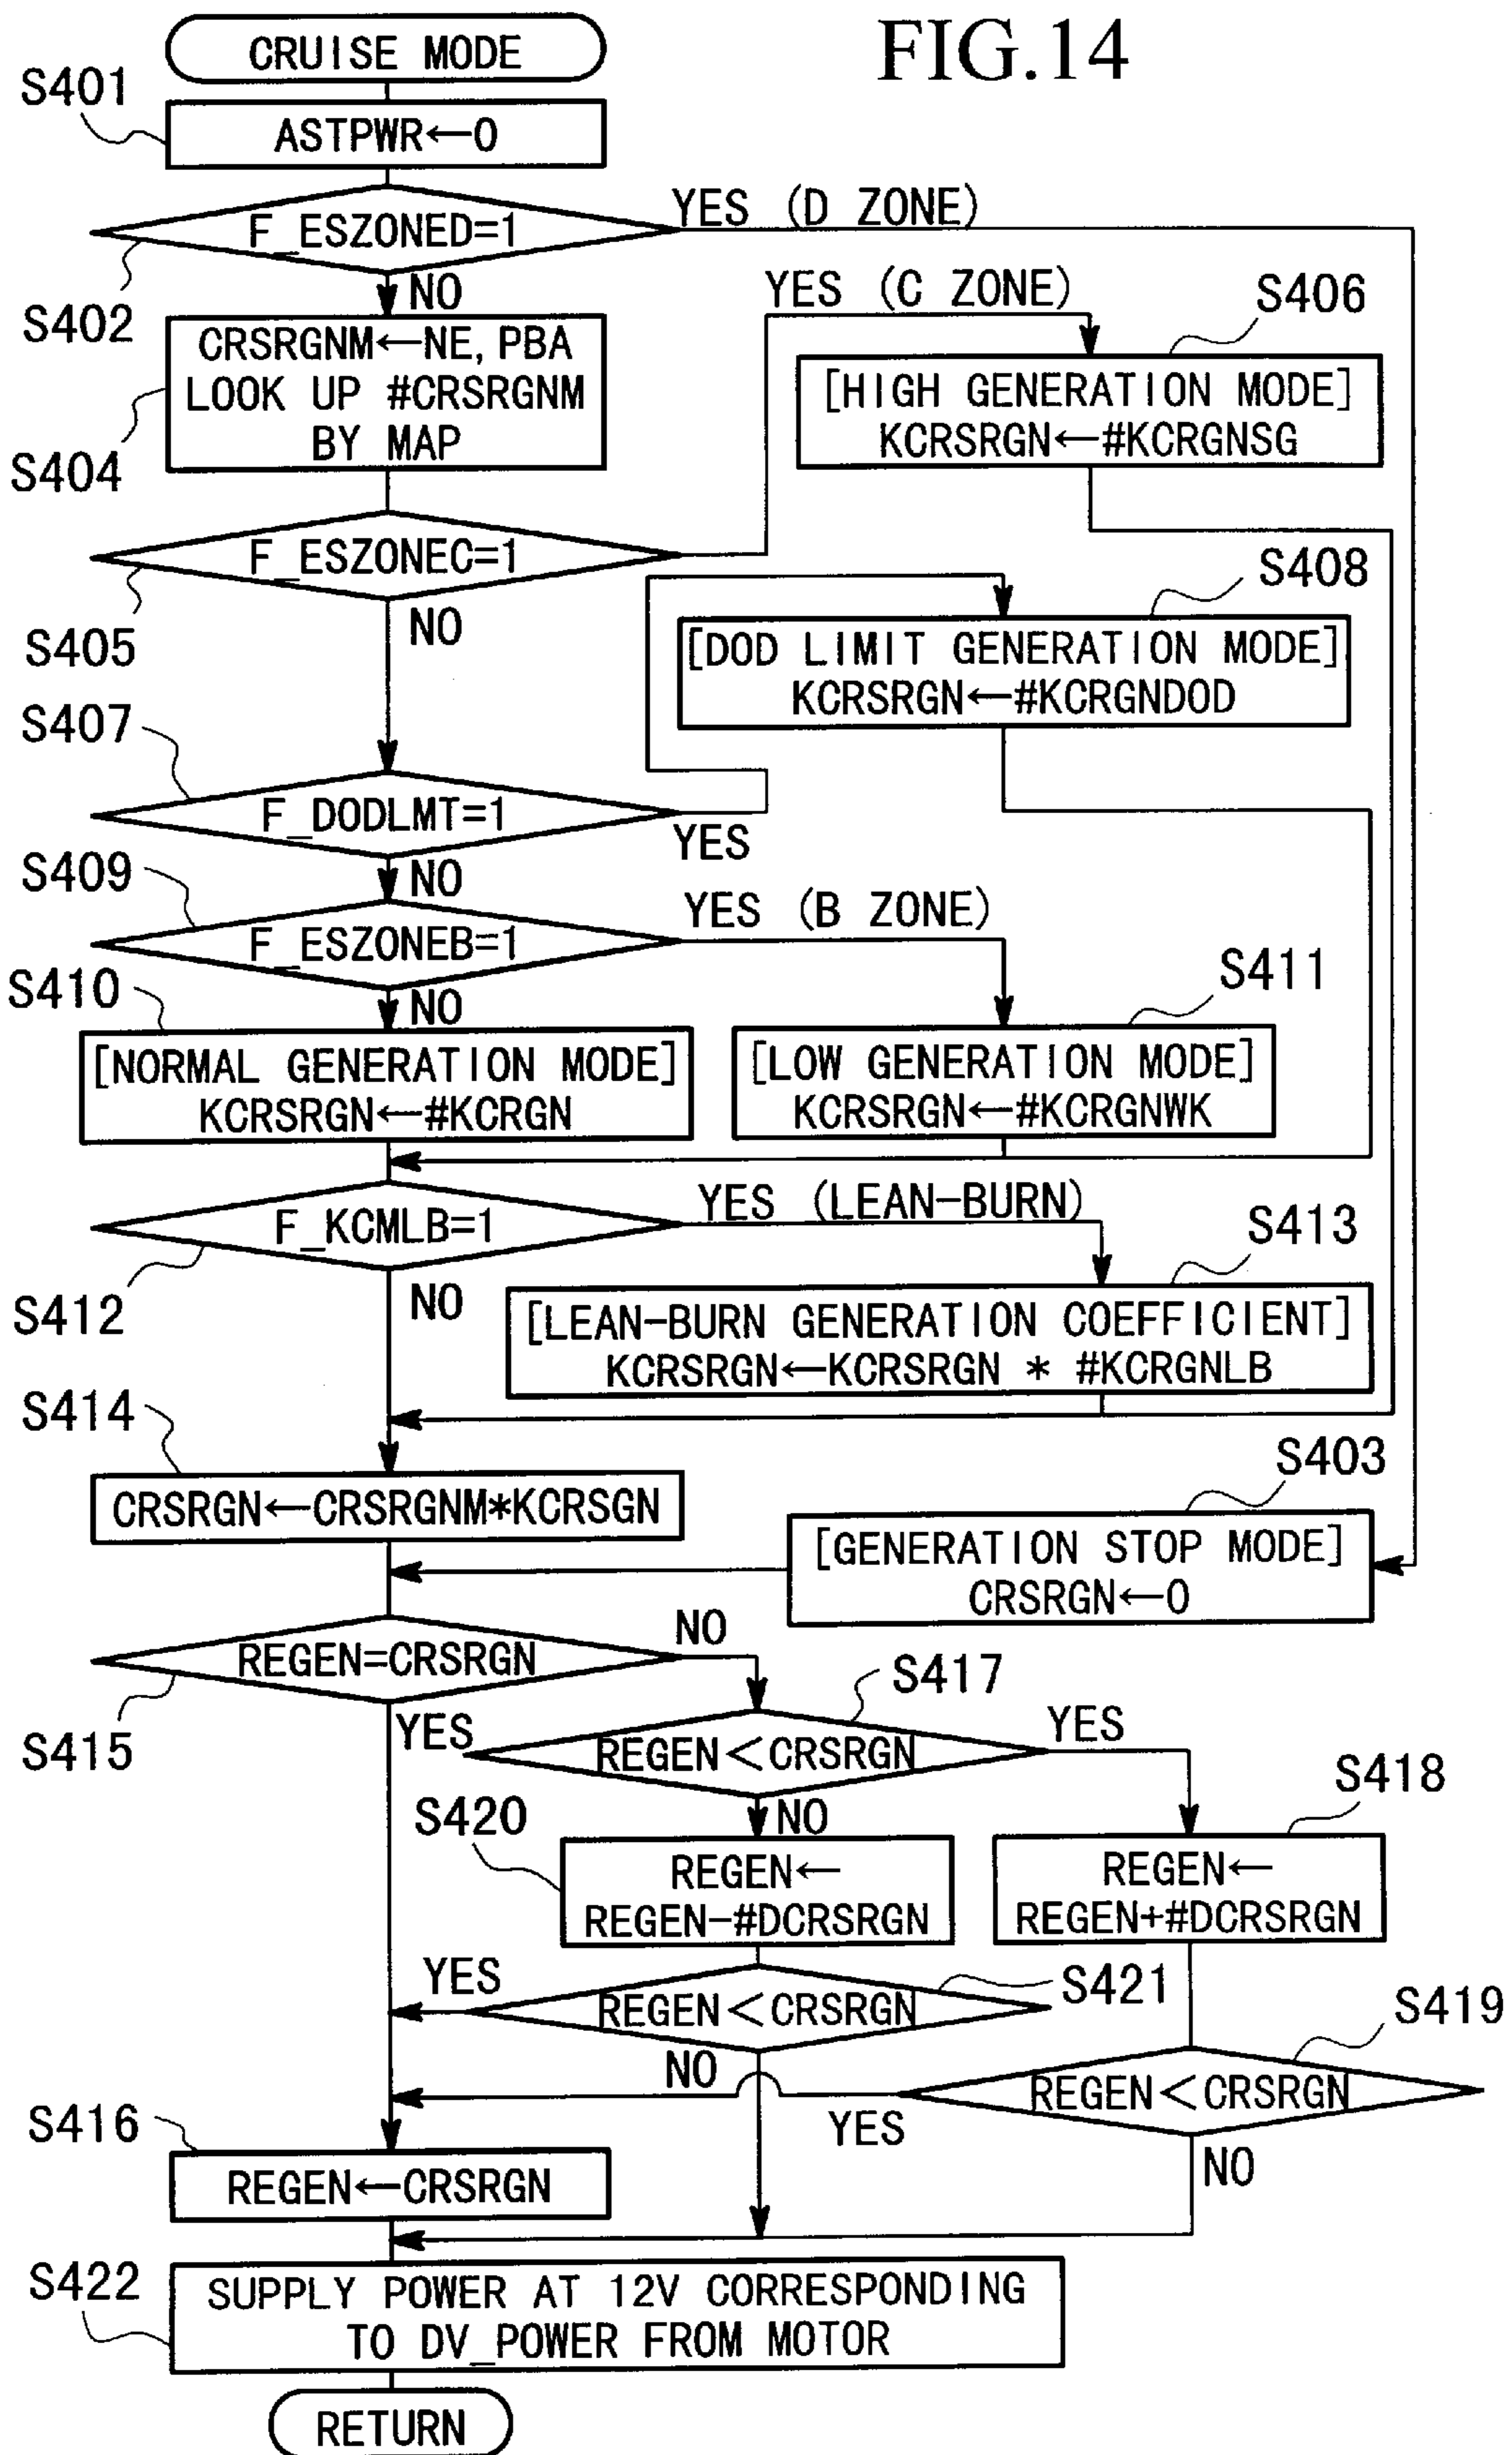 FIG.14
CRUISE MODE
S401
ASTPWR←0
F_ESZONED=1
YES (D ZONE)
S402
NO
CRSRGNM←NE, PBA
LOOK UP #CRSRGNM
BY MAP
S404
YES (C ZONE)
S406
[HIGH GENERATION MODE]
KCRSRGN←#KCRGNSG
F_ESZONEC=1
S405
NO
S408
[DOD LIMIT GENERATION MODE]
KCRSRGN←#KCRGNDOD
S407
F_DODLMT=1
YES
NO
S409
F_ESZONEB=1
YES (B ZONE)
NO
S410
[NORMAL GENERATION MODE]
KCRSRGN←#KCRGN
S411
[LOW GENERATION MODE]
KCRSRGN←#KCRGNWK
F_KCMLB=1
YES (LEAN-BURN)
S412
NO
S413
[LEAN-BURN GENERATION COEFFICIENT]
KCRSRGN←KCRSRGN * #KCRGNLB
S414
CRSRGN←CRSRGNM*KCRSGN
S403
[GENERATION STOP MODE]
CRSRGN←0
REGEN=CRSRGN
NO
S415
YES
S417
REGEN<CRSRGN
YES
NO
S420
REGEN←
REGEN-#DCRSRGN
S418
REGEN←
REGEN+#DCRSRGN
YES
REGEN<CRSRGN
S421
NO
S419
REGEN<CRSRGN
YES
NO
S416
REGEN←CRSRGN
S422
SUPPLY POWER AT 12V CORRESPONDING
TO DV_POWER FROM MOTOR
RETURN